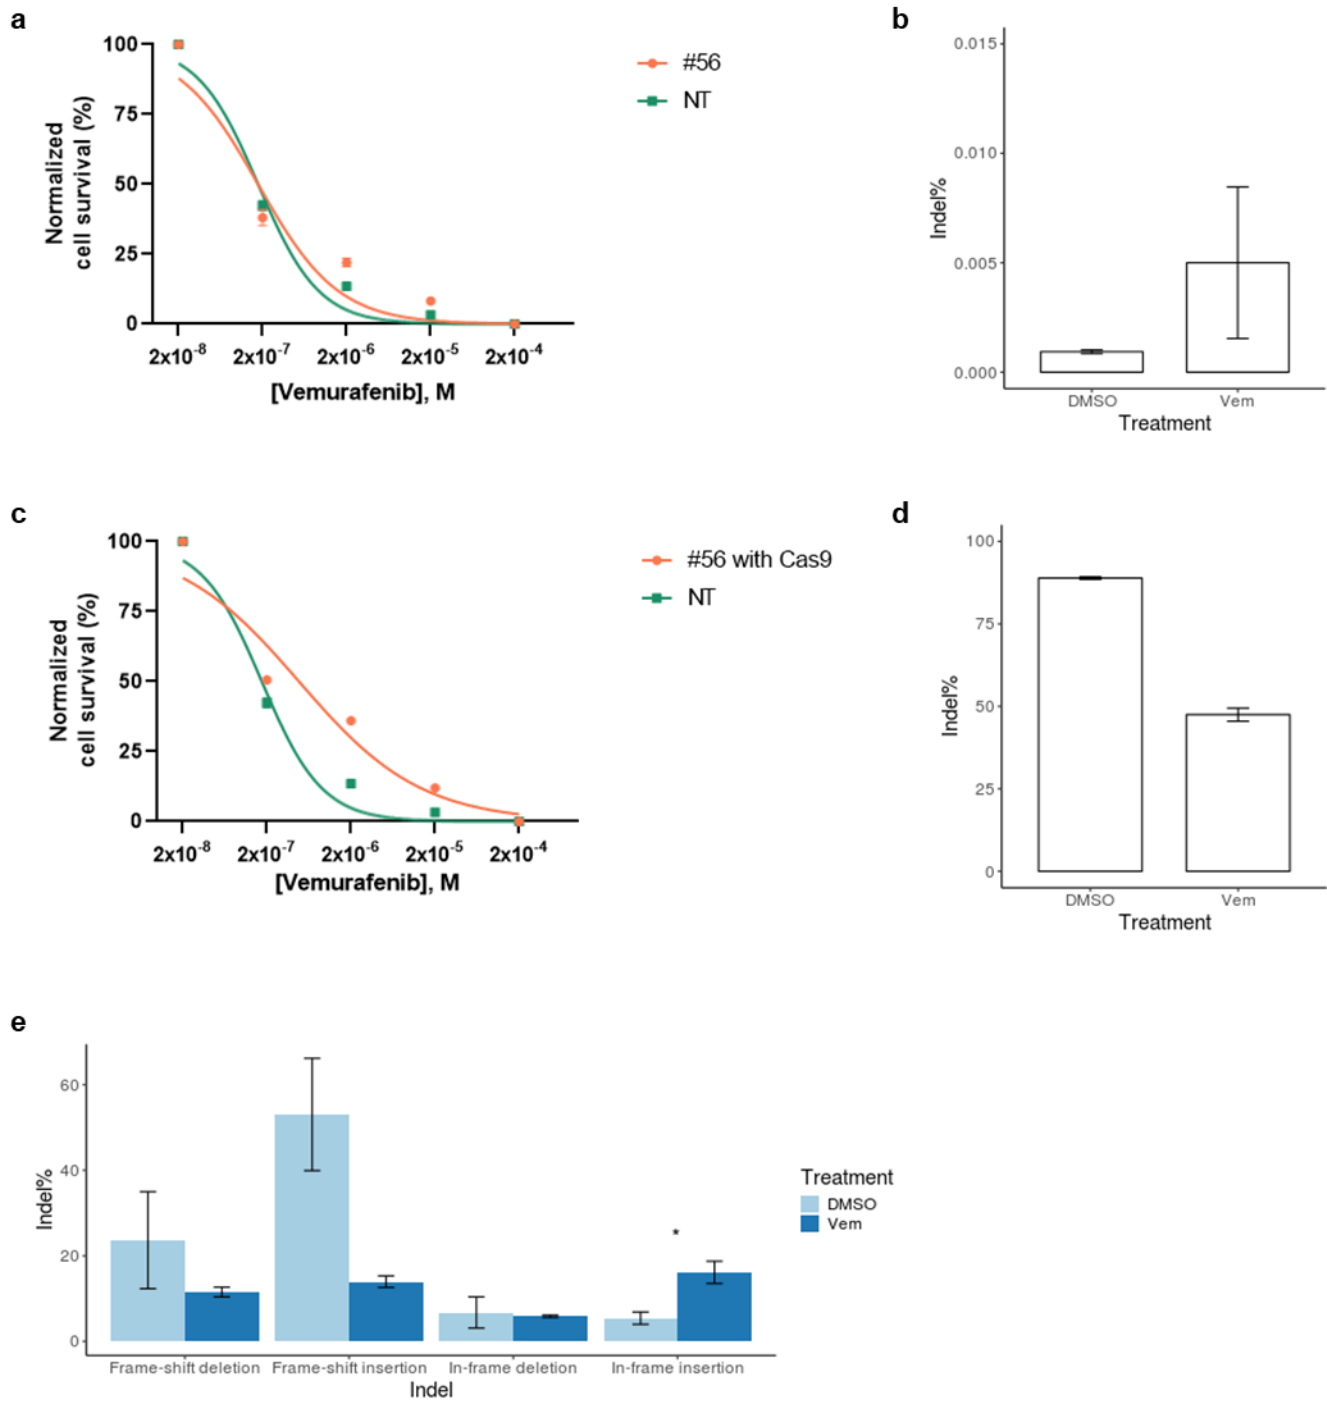 a
100
75
50
25
0
Normalized
cell survival (%)
2x10-8 2x10-7 2x10-6 2x10-5 2x10-4
[Vemurafenib], M
#56
NT
b
0.015
0.010
0.005
0.000
Indel%
DMSO Vem
Treatment
c
100
75
50
25
0
Normalized
cell survival (%)
2x10-8 2x10-7 2x10-6 2x10-5 2x10-4
[Vemurafenib], M
#56 with Cas9
NT
d
100
75
50
25
0
Indel%
DMSO Vem
Treatment
e
60
40
20
0
Indel%
*
Frame-shift deletion Frame-shift insertion In-frame deletion In-frame insertion
Indel
Treatment
DMSO
Vem